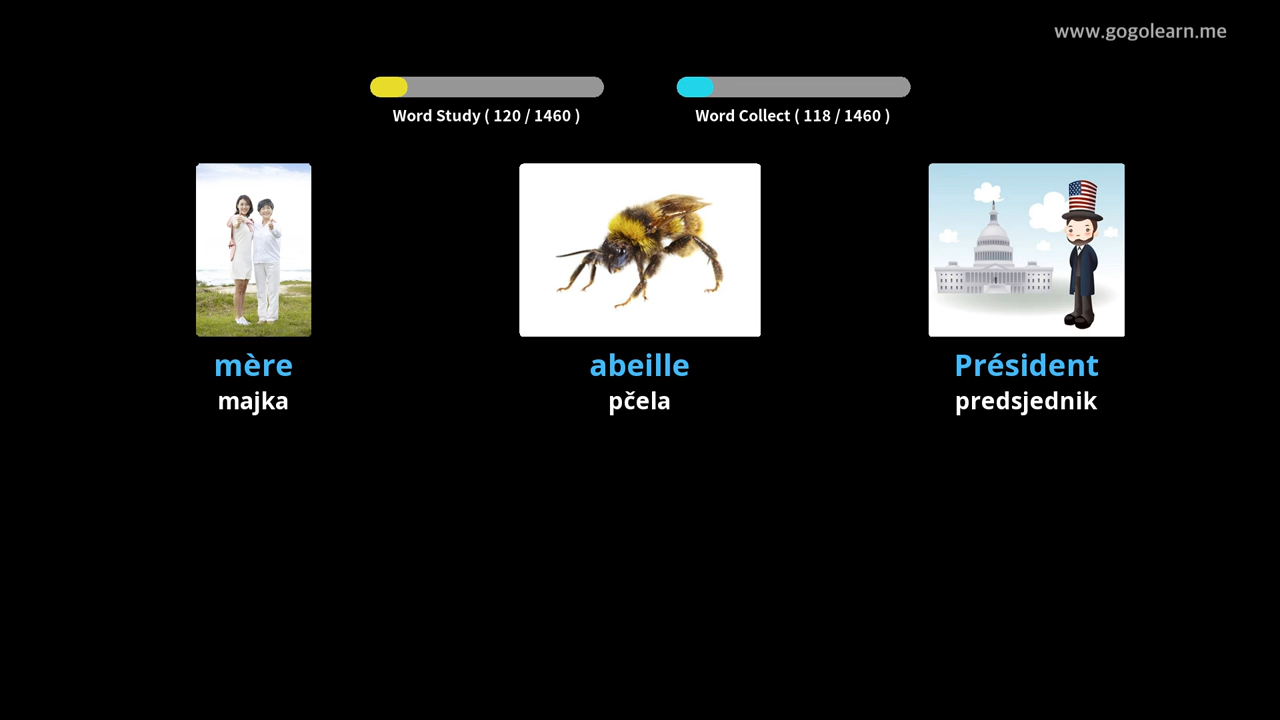 www.gogolearn.me
Word Study ( 120 / 1460 )
Word Collect ( 118 / 1460 )
mère
majka
abeille
pčela
Président
predsjednik